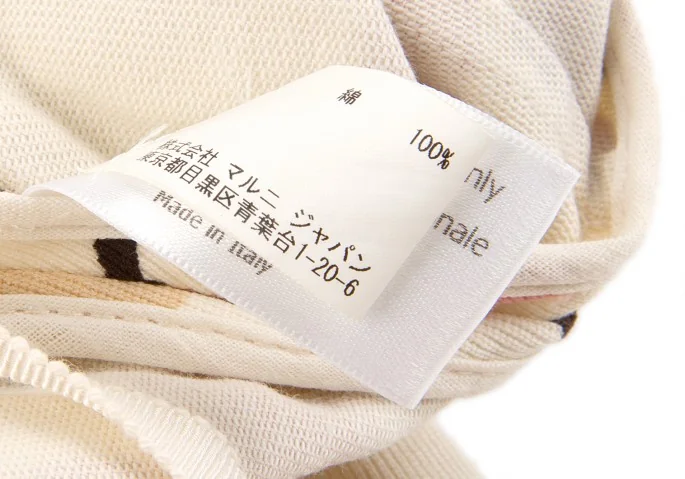 綿 100%
株式会社 マルニ ジャパン
東京都目黒区青葉台1-20-6
nly
nale
Made in Italy